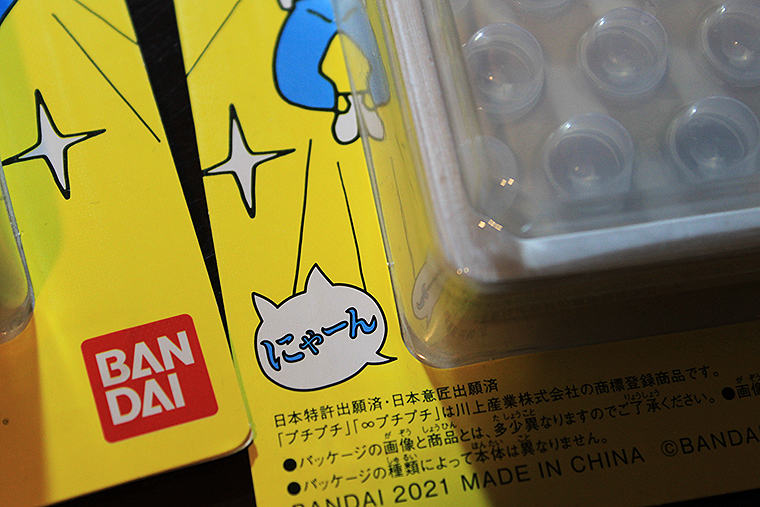 BAN
DAI
にゃーん
日本特許出願済・日本意匠出願済
「プチプチ」「∞プチプチ」は川上産業株式会社の商標登録商品です。
●パッケージの画像と商品とは、多少異なりますのでご了承ください。●画像
●パッケージの種類によって本体は異なりません。
BANDAI 2021 MADE IN CHINA ©BANDA